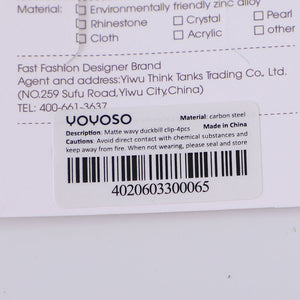 Material: Environmentally friendly zinc alloy
Rhinestone Crystal Pearl
Cloth Acrylic other
Fast Fashion Designer Brand
Agent and address:Yiwu Think Tanks Trading Co., Ltd.
(NO.259 Sufu Road,Yiwu City,China)
TEL: 400-661-3637
YOYOSO Material: carbon steel
Made in China
Description: Matte wavy duckbill clip-4pcs
Cautions: Avoid direct contact with chemical substances and
keep away from fire. When not wearing, please seal and store
4020603300065